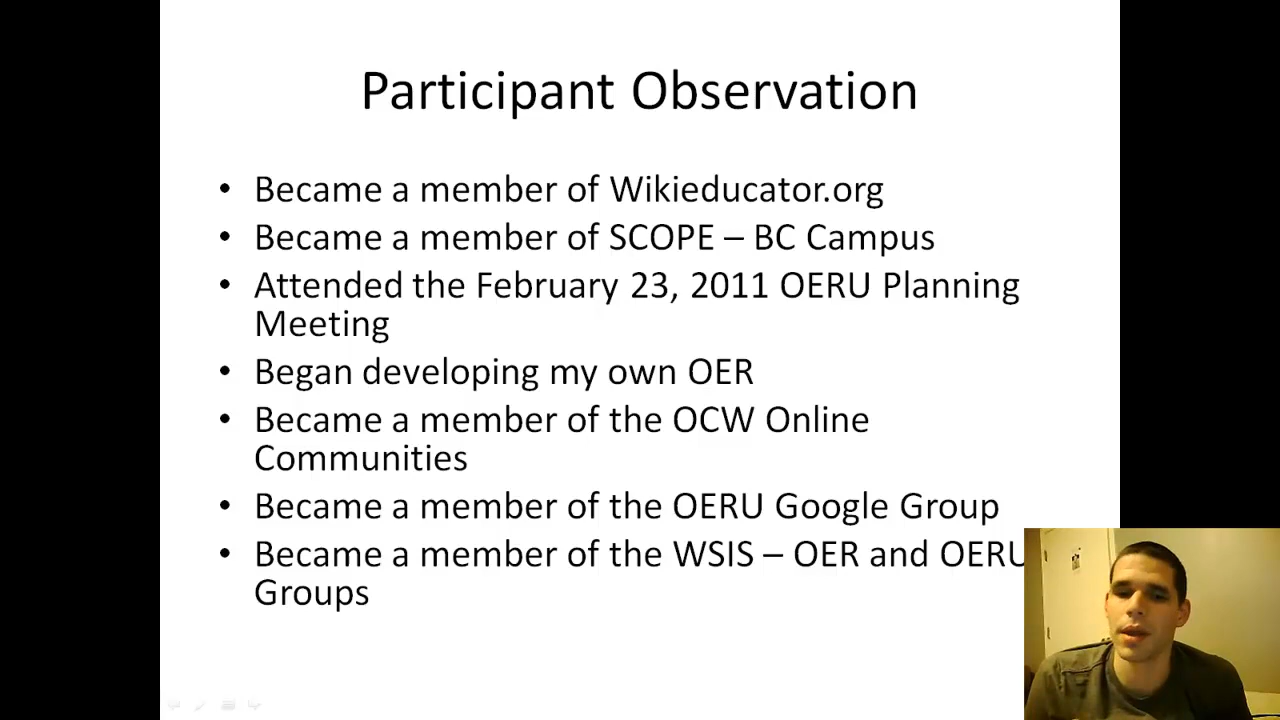 Participant Observation
• Became a member of Wikieducator.org
• Became a member of SCOPE – BC Campus
• Attended the February 23, 2011 OERU Planning
Meeting
• Began developing my own OER
• Became a member of the OCW Online
Communities
• Became a member of the OERU Google Group
• Became a member of the WSIS – OER and OERU
Groups